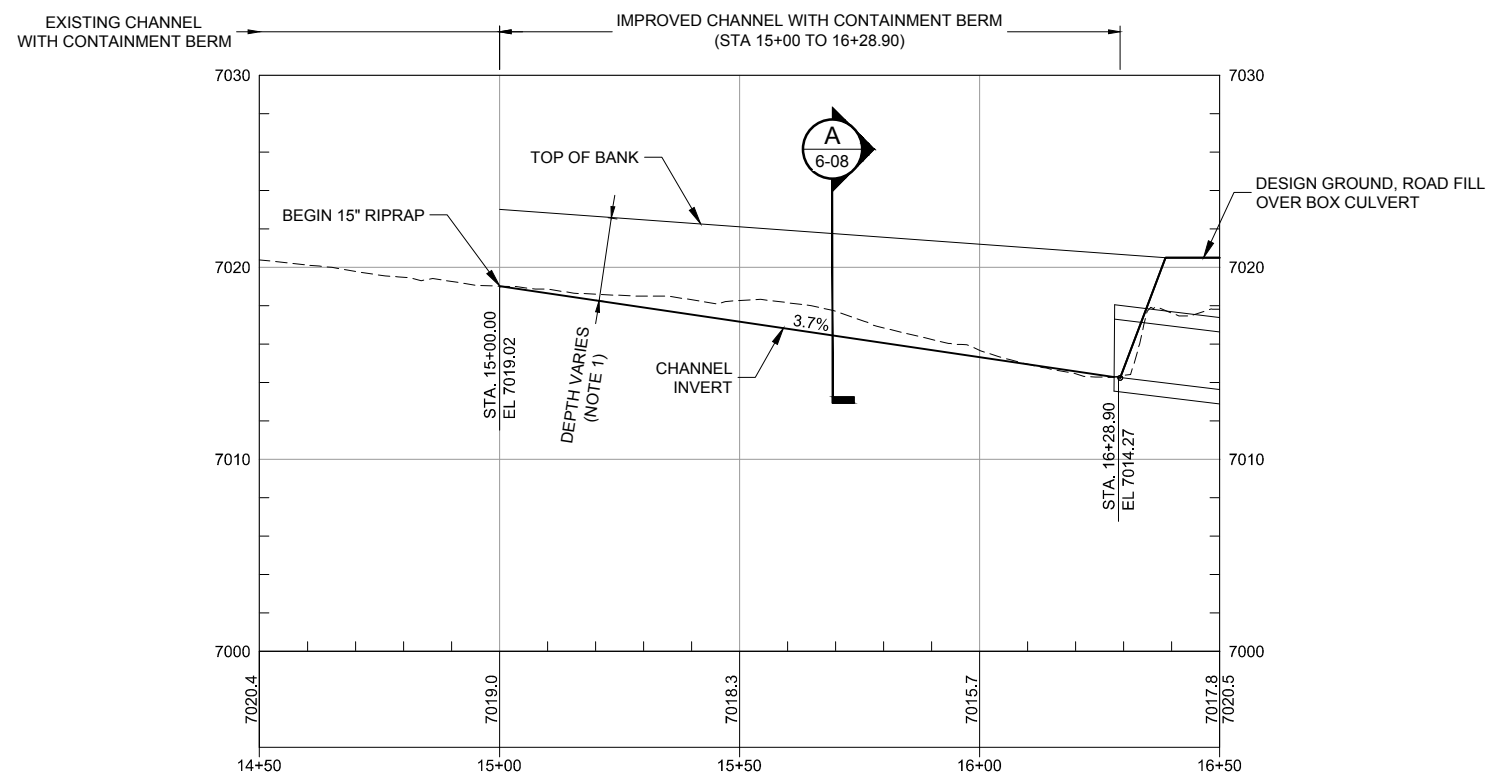 EXISTING CHANNEL
WITH CONTAINMENT BERM
IMPROVED CHANNEL WITH CONTAINMENT BERM
(STA 15+00 TO 16+28.90)
7030
7030
A
6-08
TOP OF BANK
BEGIN 15" RIPRAP
DESIGN GROUND, ROAD FILL
OVER BOX CULVERT
7020
7020
3.7%
CHANNEL
INVERT
DEPTH VARIES
(NOTE 1)
STA. 15+00.00
EL 7019.02
STA. 16+28.90
EL 7014.27
7010
7010
7000
7000
7020.4
7019.0
7018.3
7015.7
7017.8
7020.5
14+50
15+00
15+50
16+00
16+50